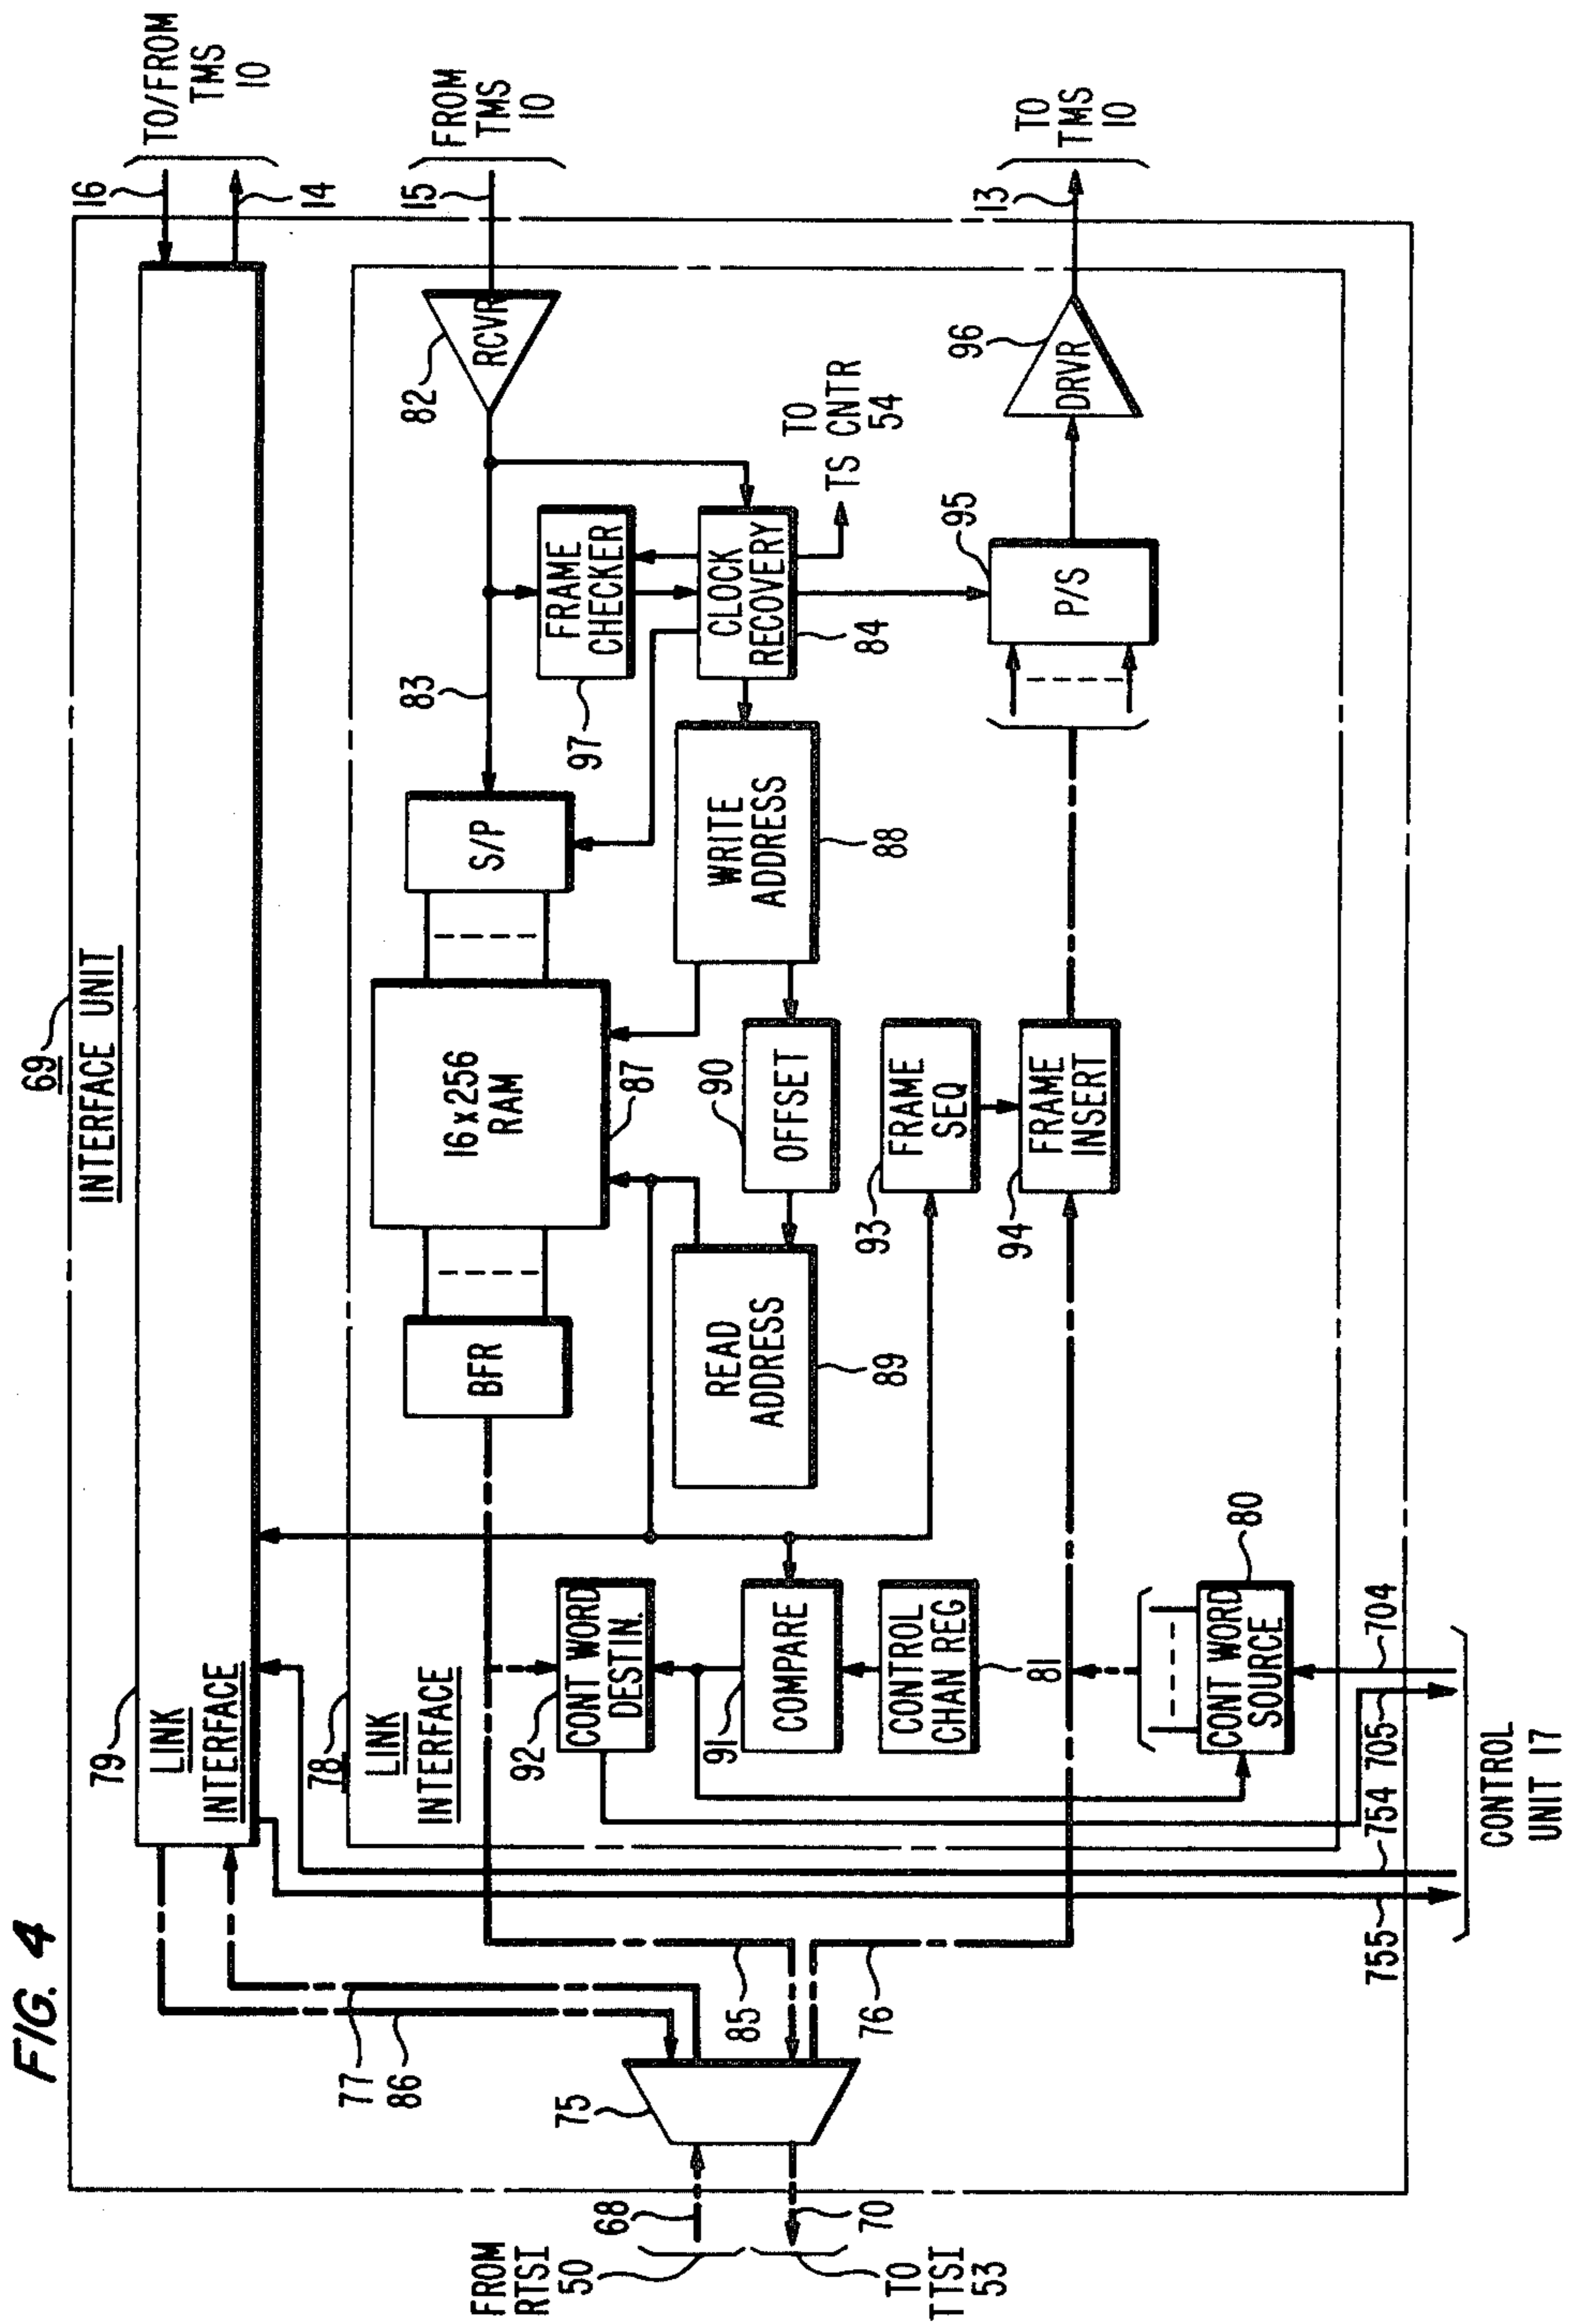 FIG. 4
69
INTERFACE UNIT
79
LINK
INTERFACE
16
14
TO/FROM
TMS
10
77
86
78
LINK
INTERFACE
BFR
16x256
RAM
87
S/P
83
82
RCVR
15
FROM
TMS
10
FRAME
CHECKER
97
CLOCK
RECOVERY
84
TO
TS CNTR
54
75
FROM
RTSI
50
68
70
TO
TTSI
53
85
76
92
CONT WORD
DESTIN.
91
COMPARE
CONTROL
CHAN REG
81
READ
ADDRESS
89
90
OFFSET
WRITE
ADDRESS
88
93
FRAME
SEQ
94
FRAME
INSERT
95
P/S
96
DRVR
13
TO
TMS
10
80
CONT WORD
SOURCE
755
754
705
704
CONTROL
UNIT 17